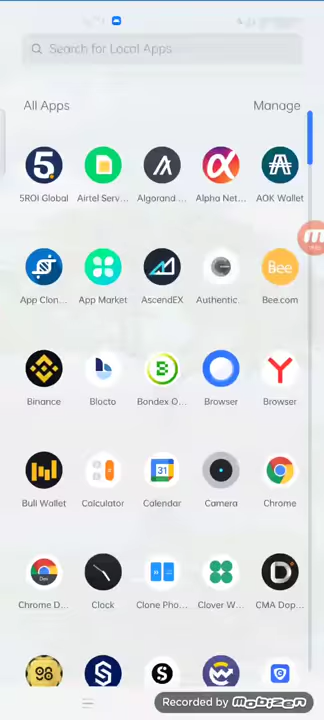 Search for Local Apps
All Apps
Manage
5ROI Global
Airtel Serv...
Algorand ...
Alpha Net...
AOK Wallet
App Clon...
App Market
AscendEX
Authentic...
Bee
Bee.com
Binance
Blocto
Bondex O...
Browser
Browser
Bull Wallet
Calculator
31
Calendar
Camera
Chrome
Dev
Chrome D...
Clock
Clone Pho...
Clover W...
CMA Dop...
98
Recorded by mobizen